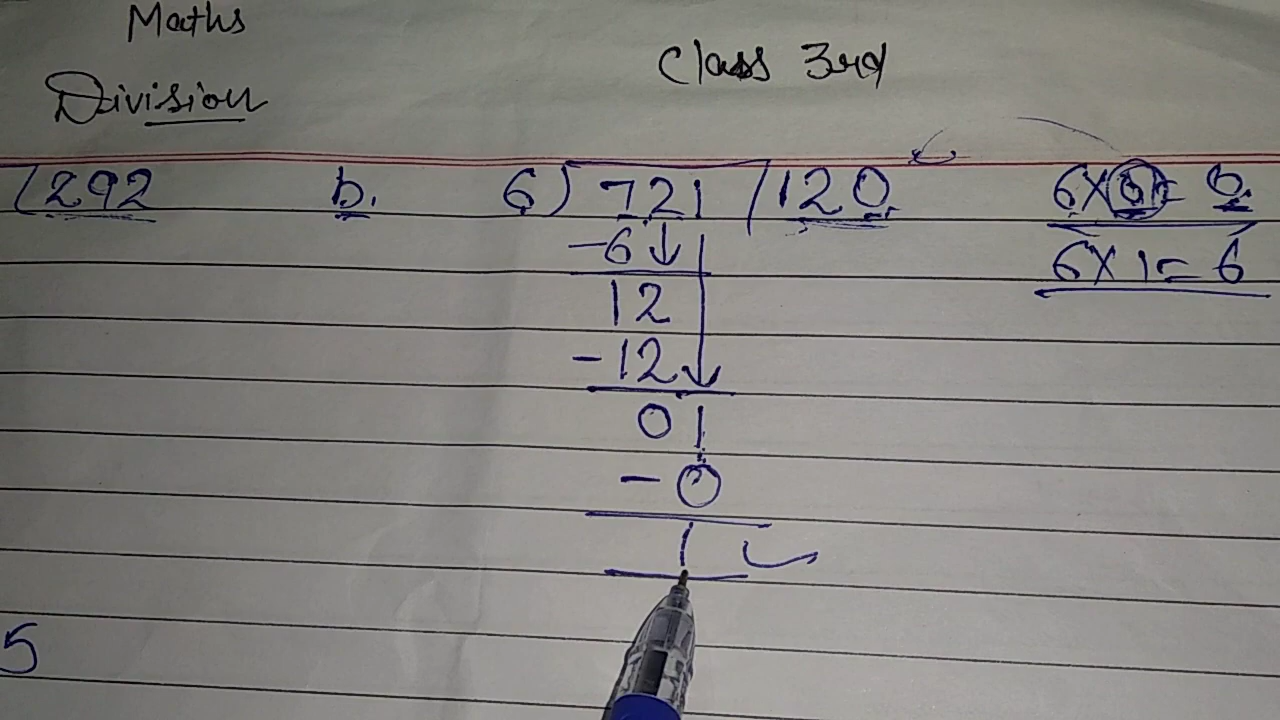 Maths
Class 3rd
Division
292
b. 6) 721 / 120 6×0= 0
-6 6×1=6
12
-12
01
-0
1
5